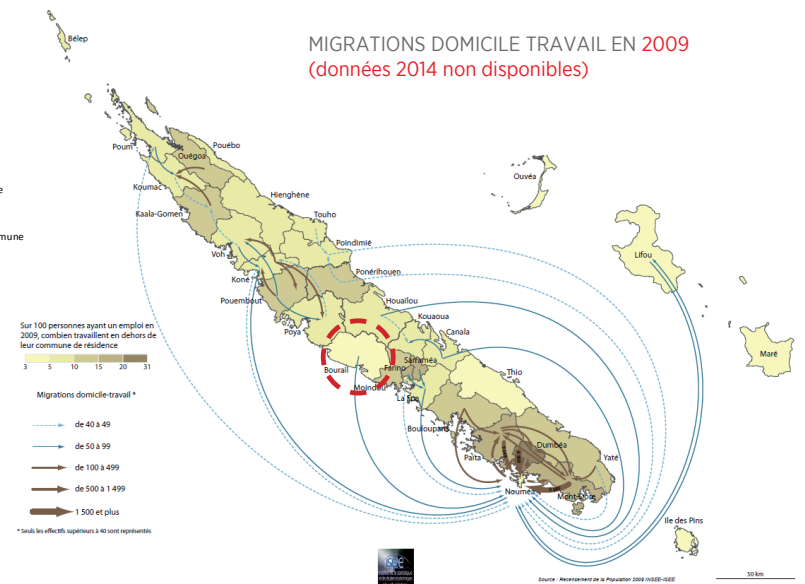 MIGRATIONS DOMICILE TRAVAIL EN 2009
(données 2014 non disponibles)
Bélep
Poum
Ouégoa
Pouébo
Koumac
Hienghène
Kaala-Gomen
Touho
Voh
Poindimié
Koné
Ponérihouen
Pouembout
Houaïlou
Poya
Kouaoua
Canala
Sarraméa
Bourail
Farino
Moindou
La Foa
Thio
Bouloupari
Païta
Dumbéa
Yaté
Nouméa
Mont-Dore
Ouvéa
Lifou
Maré
Ile des Pins
e
mune
Sur 100 personnes ayant un emploi en
2009, combien travaillent en dehors de
leur commune de résidence
3 5 10 15 20 31
Migrations domicile-travail *
de 40 à 49
de 50 à 99
de 100 à 499
de 500 à 1 499
1 500 et plus
* Seuls les effectifs supérieurs à 40 sont représentés
isee
Source : Recensement de la Population 2009 INSEE-ISEE
50 km